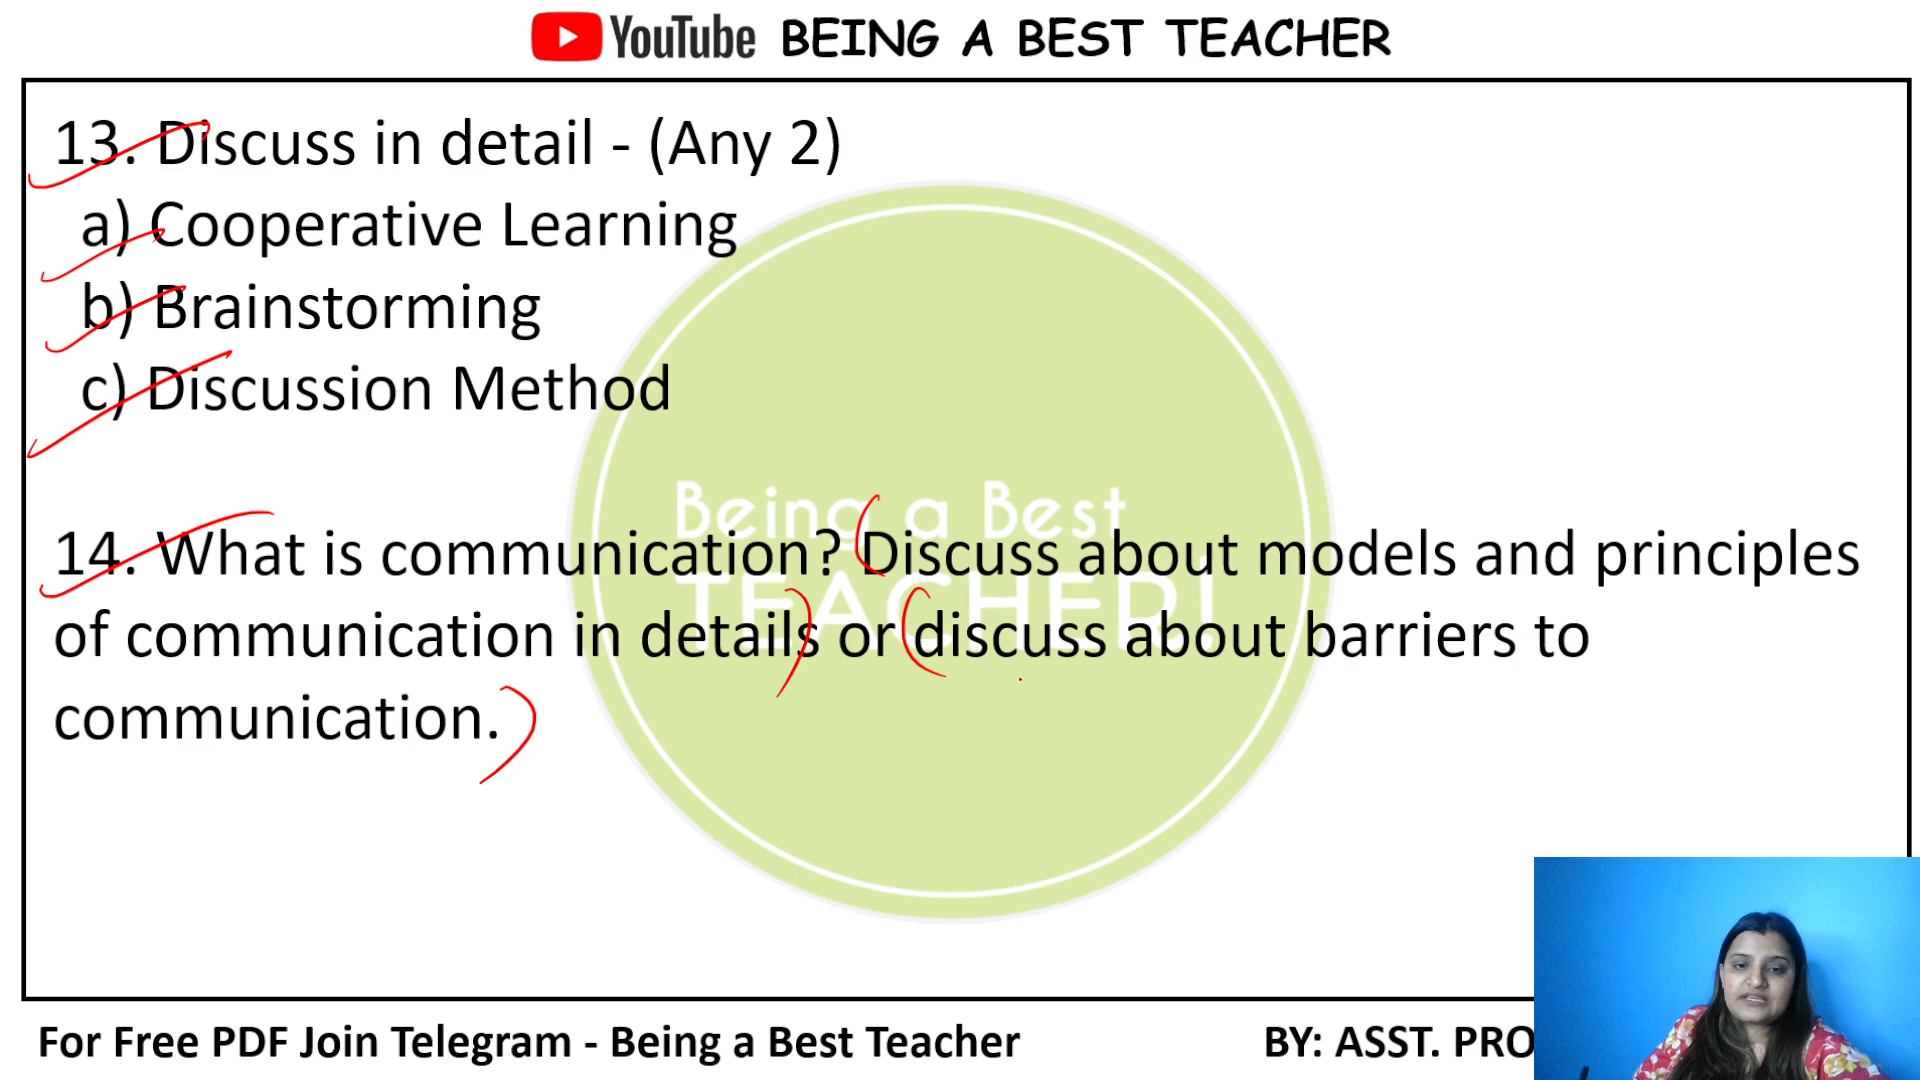 YouTube BEING A BEST TEACHER
13. Discuss in detail - (Any 2)
a) Cooperative Learning
b) Brainstorming
c) Discussion Method
Being a Best
TEACHER!
14. What is communication? Discuss about models and principles
of communication in details or discuss about barriers to
communication.
For Free PDF Join Telegram - Being a Best Teacher
BY: ASST. PRO